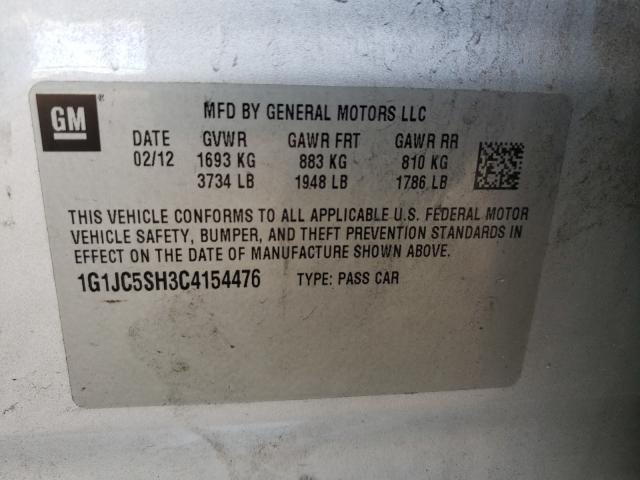 GM ®
MFD BY GENERAL MOTORS LLC
DATE GVWR GAWR FRT GAWR RR
02/12 1693 KG 883 KG 810 KG
3734 LB 1948 LB 1786 LB
THIS VEHICLE CONFORMS TO ALL APPLICABLE U.S. FEDERAL MOTOR
VEHICLE SAFETY, BUMPER, AND THEFT PREVENTION STANDARDS IN
EFFECT ON THE DATE OF MANUFACTURE SHOWN ABOVE.
1G1JC5SH3C4154476 TYPE: PASS CAR